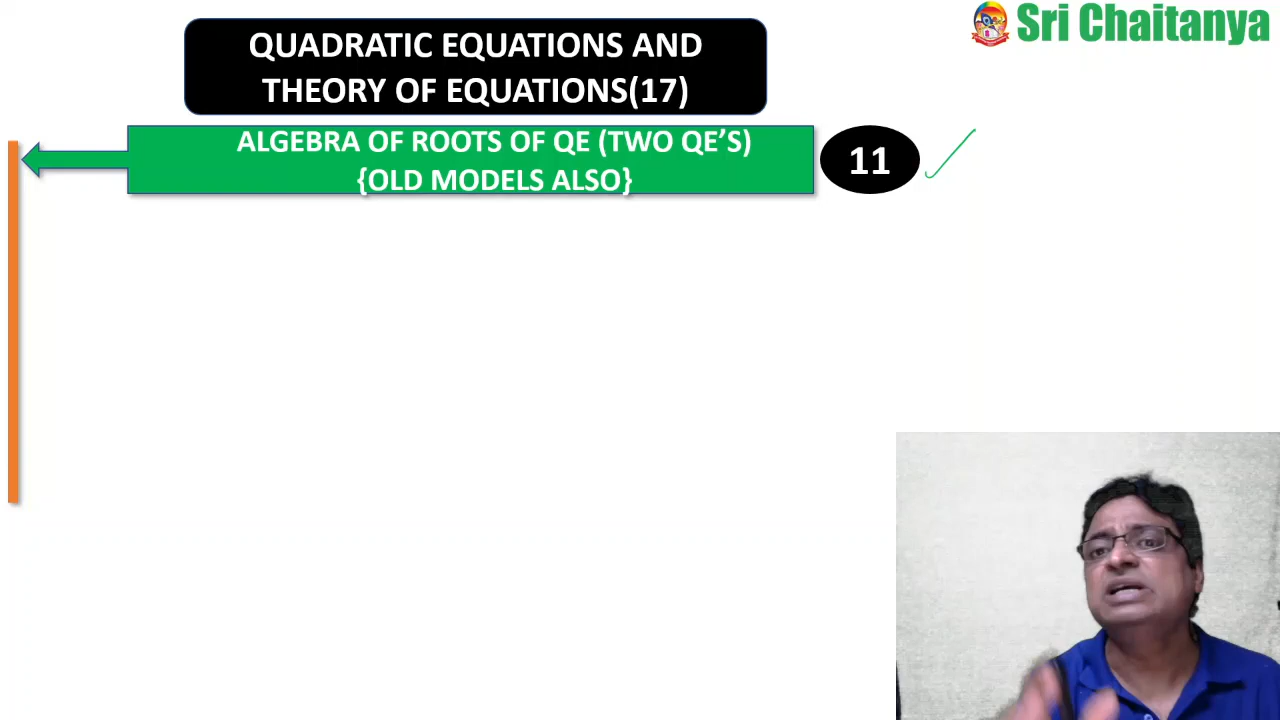 Sri Chaitanya
QUADRATIC EQUATIONS AND
THEORY OF EQUATIONS(17)
ALGEBRA OF ROOTS OF QE (TWO QE’S)
{OLD MODELS ALSO}
11